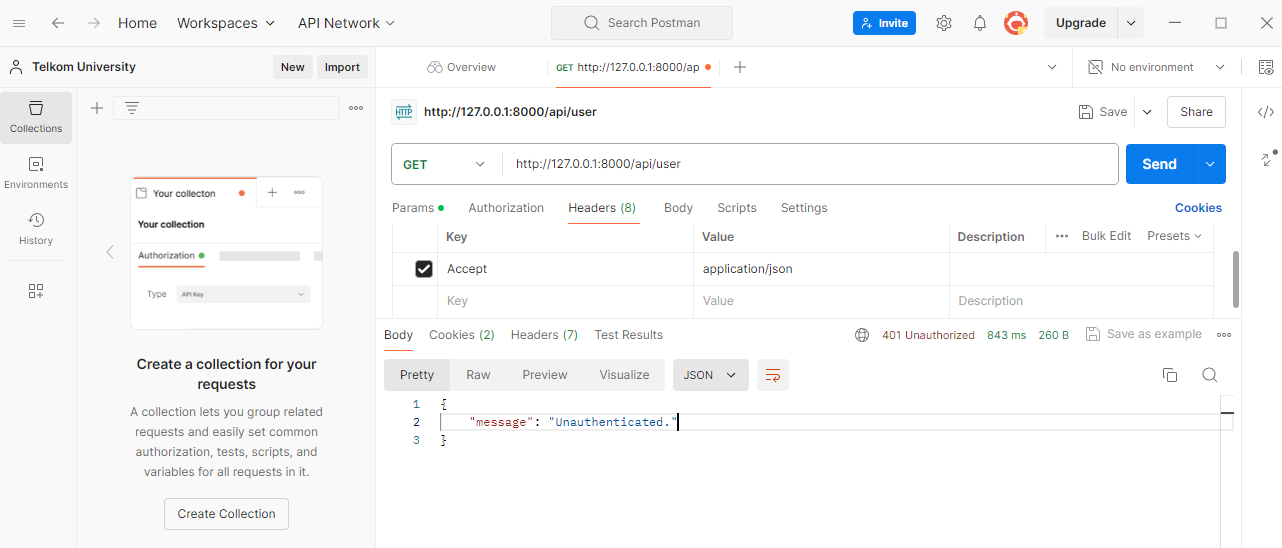 Home Workspaces API Network Search Postman Invite Upgrade
Telkom University New Import Overview GET http://127.0.0.1:8000/ap No environment
Collections
Environments
History
Your collecton
Your collection
Authorization
Type API Key
Create a collection for your
requests
A collection lets you group related
requests and easily set common
authorization, tests, scripts, and
variables for all requests in it.
Create Collection
HTTP http://127.0.0.1:8000/api/user Save Share
GET http://127.0.0.1:8000/api/user Send
Params Authorization Headers (8) Body Scripts Settings Cookies
Key Value Description Bulk Edit Presets
Accept application/json
Key Value Description
Body Cookies (2) Headers (7) Test Results 401 Unauthorized 843 ms 260 B Save as example
Pretty Raw Preview Visualize JSON
1 {
2 "message": "Unauthenticated."
3 }